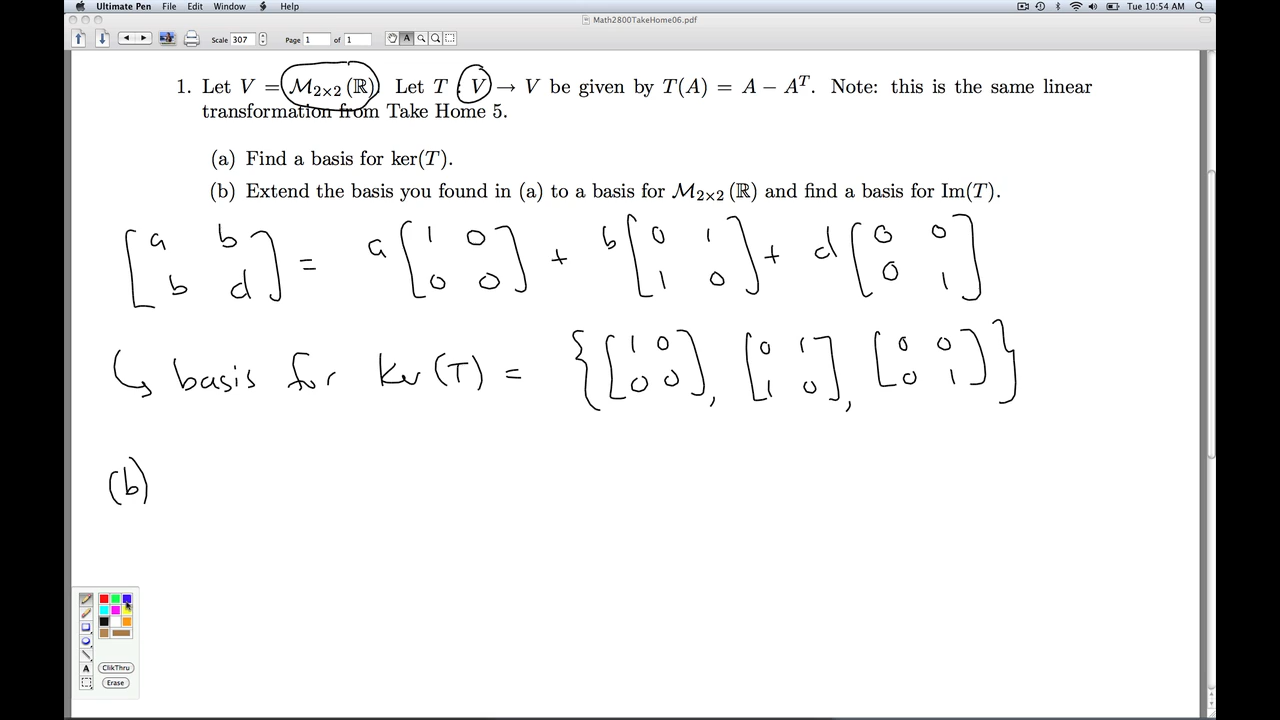 Ultimate Pen File Edit Window Help Tue 10:54 AM
Math2800TakeHome06.pdf
Scale 307 Page 1 of 1 A
1. Let V = M₂ₓ₂(ℝ) Let T : V → V be given by T(A) = A − Aᵀ. Note: this is the same linear
transformation from Take Home 5.
(a) Find a basis for ker(T).
(b) Extend the basis you found in (a) to a basis for M₂ₓ₂(ℝ) and find a basis for Im(T).
[a b; b d] = a [1 0; 0 0] + b [0 1; 1 0] + d [0 0; 0 1]
↳ basis for ker(T) = {[1 0; 0 0], [0 1; 1 0], [0 0; 0 1]}
(b)
A
ClikThru
Erase